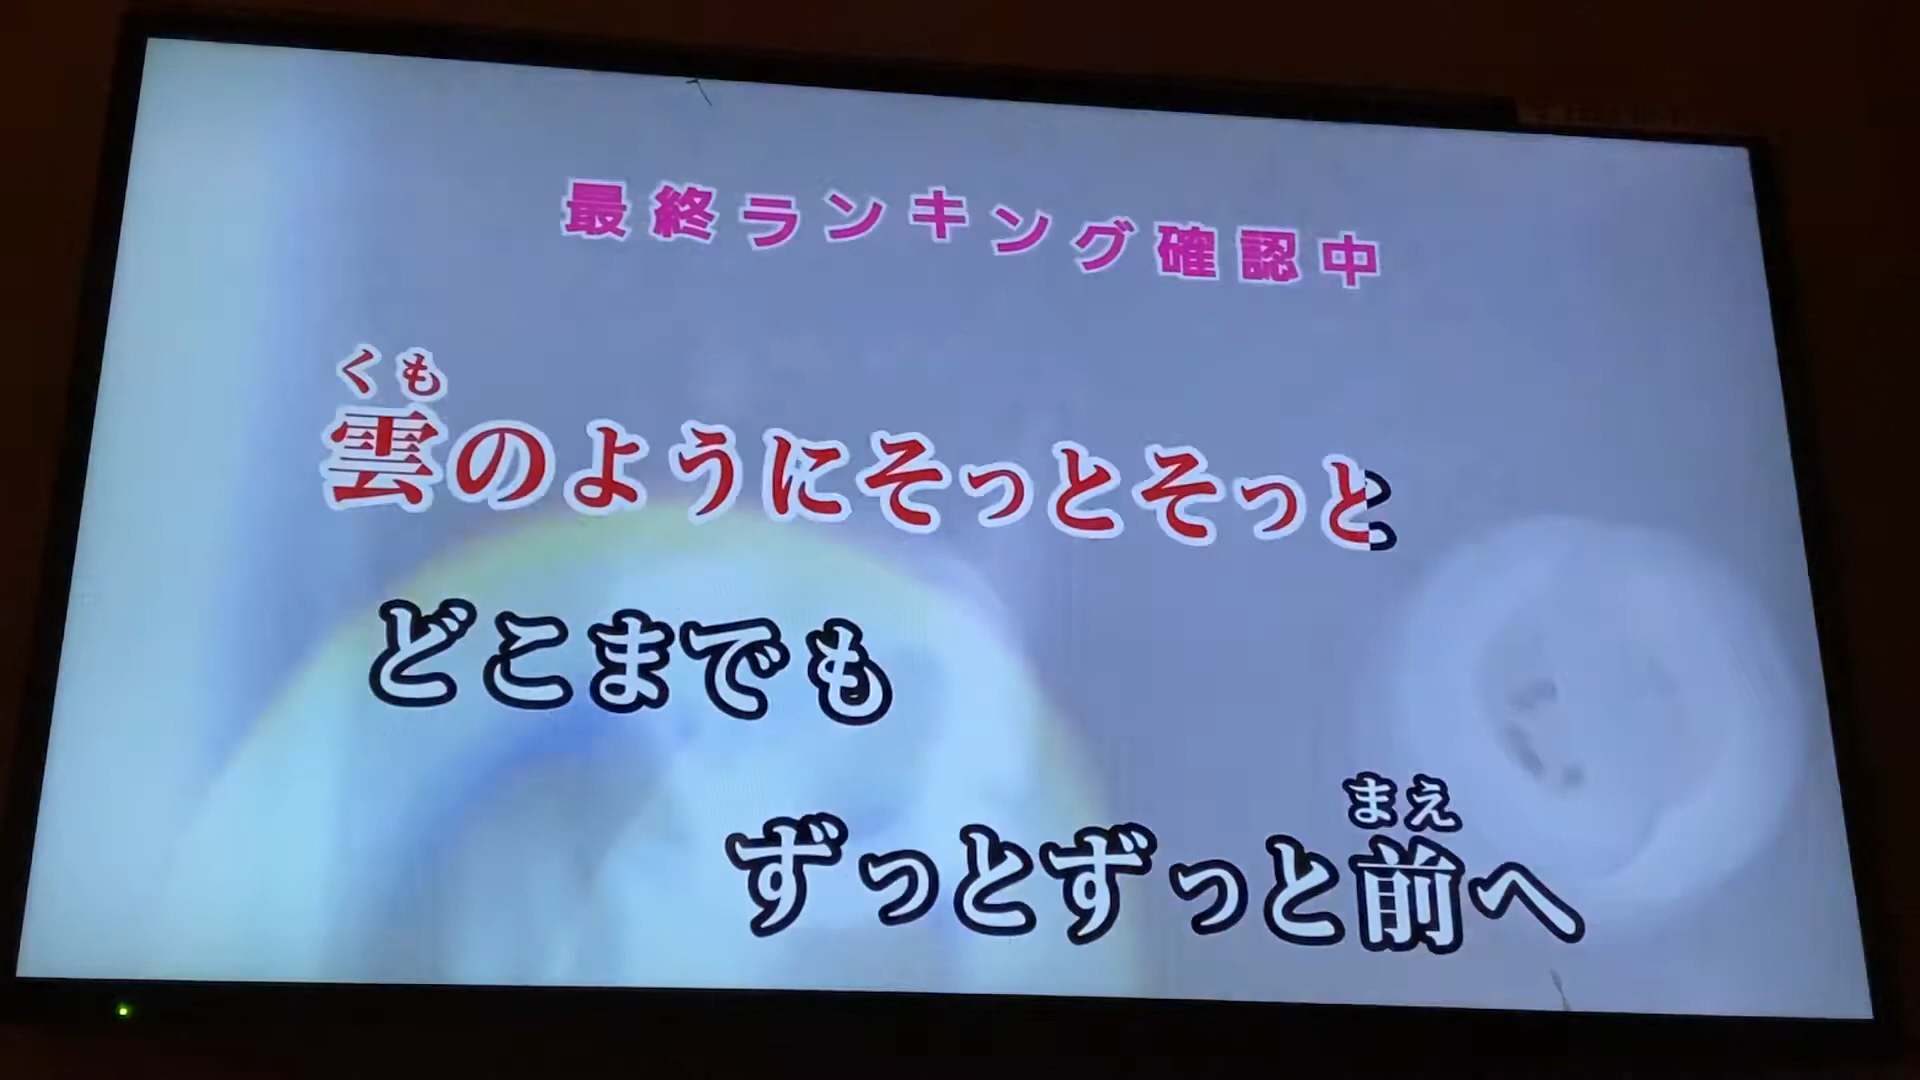 最終ランキング確認中
くも
雲のようにそっとそっと
どこまでも
まえ
ずっとずっと前へ